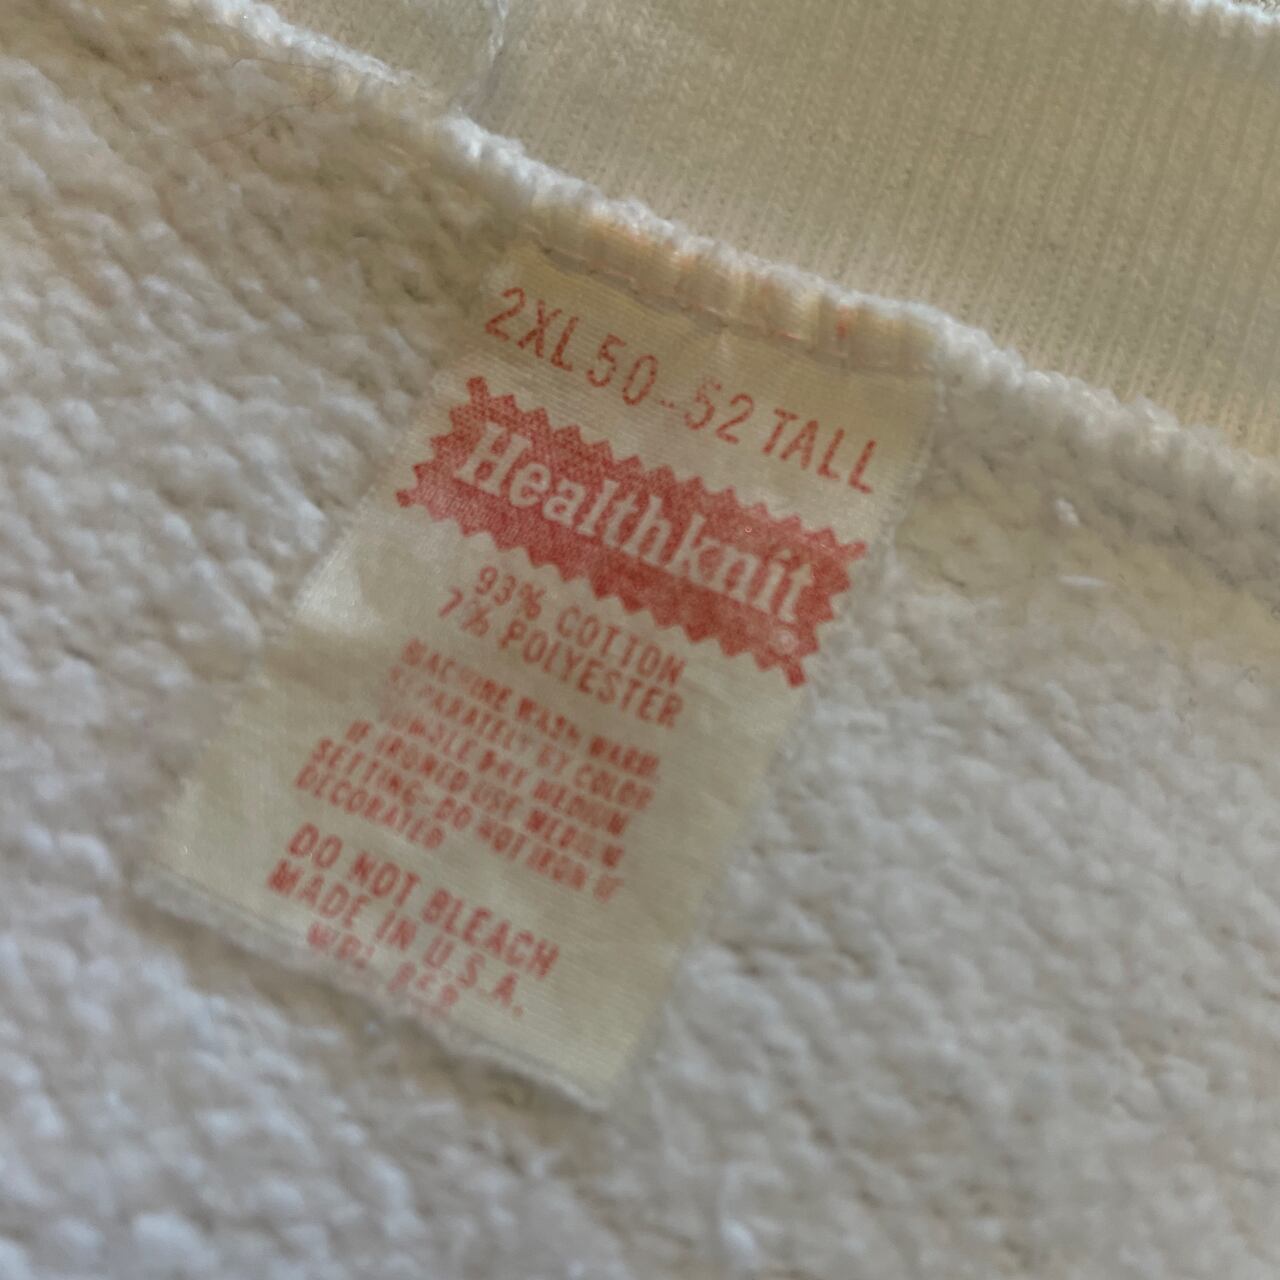 2XL 50-52 TALL
Healthknit®
93% COTTON
7% POLYESTER
MACHINE WASH WARM.
SEPARATELY BY COLOR
TUMBLE DRY MEDIUM
IF IRONED USE MEDIUM
SETTING-DO NOT IRON IF
DECORATED
DO NOT BLEACH
MADE IN U.S.A.